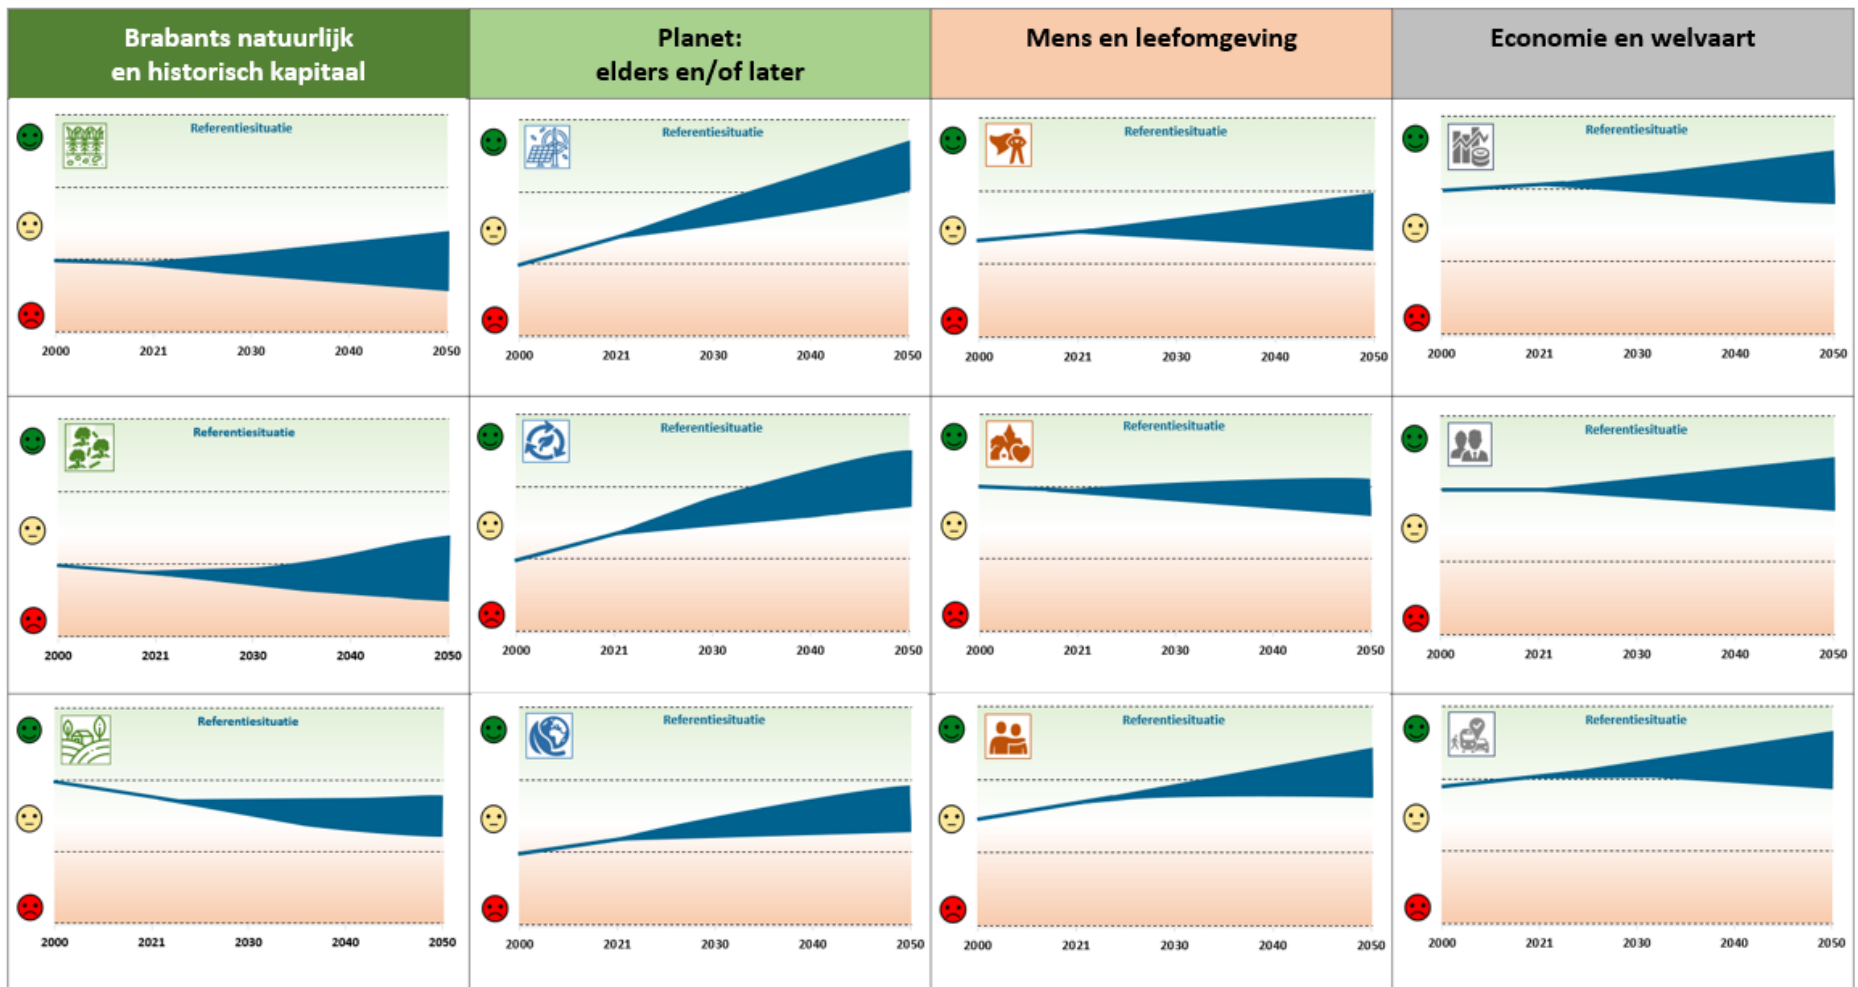 Brabants natuurlijk
en historisch kapitaal
Planet:
elders en/of later
Mens en leefomgeving
Economie en welvaart
Referentiesituatie
2000 2021 2030 2040 2050
Referentiesituatie
2000 2021 2030 2040 2050
Referentiesituatie
2000 2021 2030 2040 2050
Referentiesituatie
2000 2021 2030 2040 2050
Referentiesituatie
2000 2021 2030 2040 2050
Referentiesituatie
2000 2021 2030 2040 2050
Referentiesituatie
2000 2021 2030 2040 2050
Referentiesituatie
2000 2021 2030 2040 2050
Referentiesituatie
2000 2021 2030 2040 2050
Referentiesituatie
2000 2021 2030 2040 2050
Referentiesituatie
2000 2021 2030 2040 2050
Referentiesituatie
2000 2021 2030 2040 2050